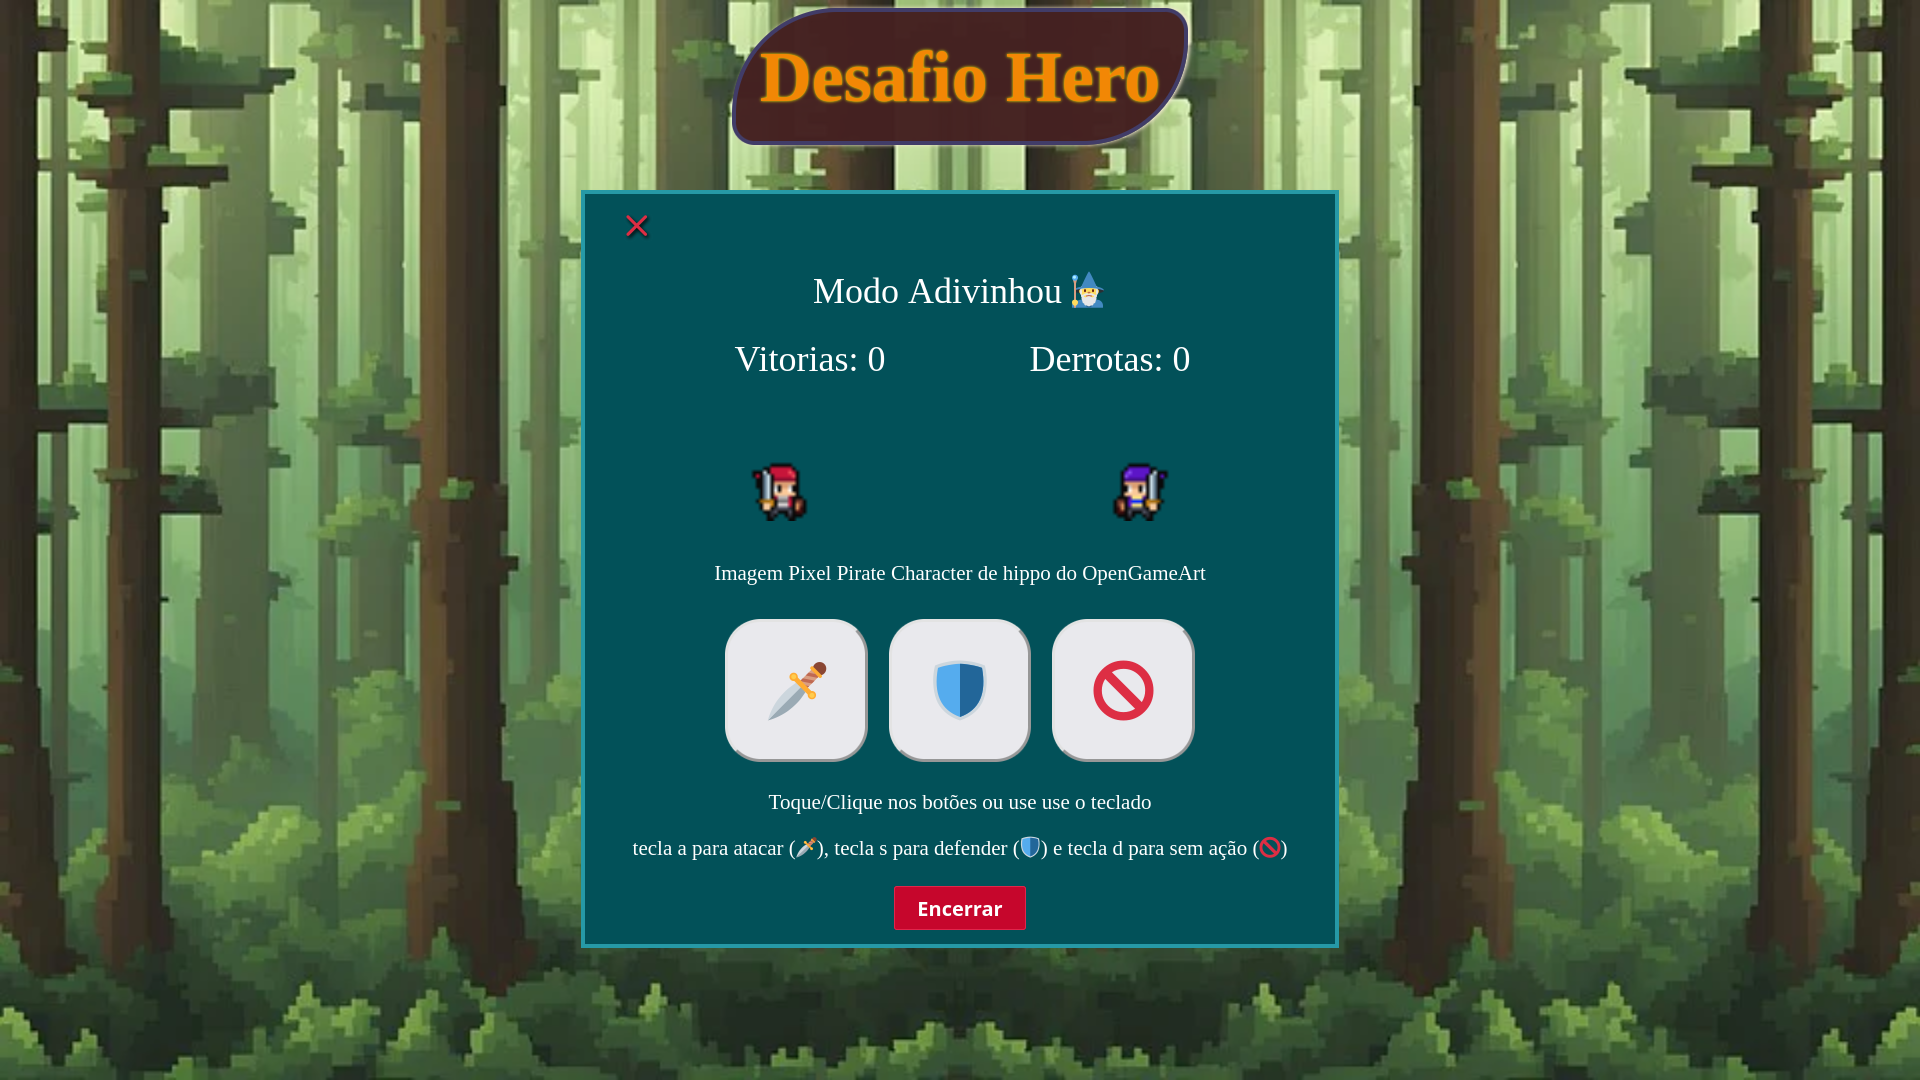 Desafio Hero
Modo Adivinhou 🧙‍♂️
Vitorias: 0 Derrotas: 0
Imagem Pixel Pirate Character de hippo do OpenGameArt
Toque/Clique nos botões ou use use o teclado
tecla a para atacar (🗡️), tecla s para defender (🛡️) e tecla d para sem ação (🚫)
Encerrar